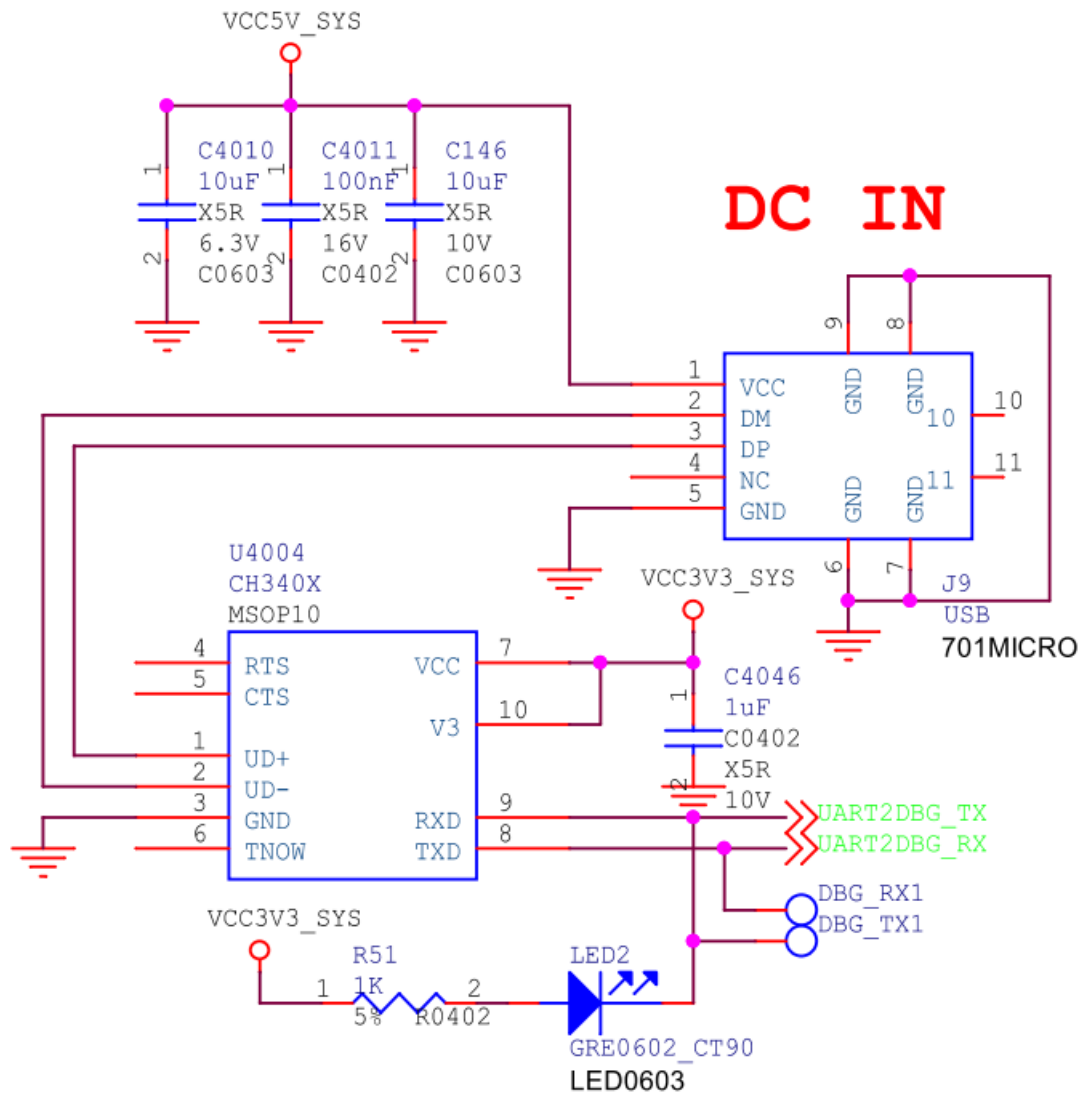 VCC5V_SYS
1
C4010
10uF
X5R
6.3V
C0603
2
1
C4011
100nF
X5R
16V
C0402
2
1
C146
10uF
X5R
10V
C0603
2
DC IN
9
8
1
VCC
GND
GND
2
DM
10
10
3
DP
4
NC
11
11
5
GND
GND
GND
6
7
J9
USB
701MICRO
U4004
CH340X
MSOP10
4
RTS
VCC
7
5
CTS
V3
10
1
UD+
2
UD-
3
GND
RXD
9
6
TNOW
TXD
8
VCC3V3_SYS
1
C4046
1uF
C0402
X5R
10V
2
UART2DBG_TX
UART2DBG_RX
DBG_RX1
DBG_TX1
VCC3V3_SYS
R51
1
1K
2
5%
R0402
LED2
GRE0602_CT90
LED0603